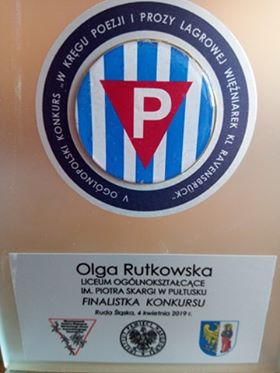 V OGÓLNOPOLSKI KONKURS „W KRĘGU POEZJI I PROZY LAGROWEJ WIĘŹNIAREK KL RAVENSBRÜCK"
P
Olga Rutkowska
LICEUM OGÓLNOKSZTAŁCĄCE
IM. PIOTRA SKARGI W PUŁTUSKU
FINALISTKA KONKURSU
Ruda Śląska, 4 kwietnia 2019 r.